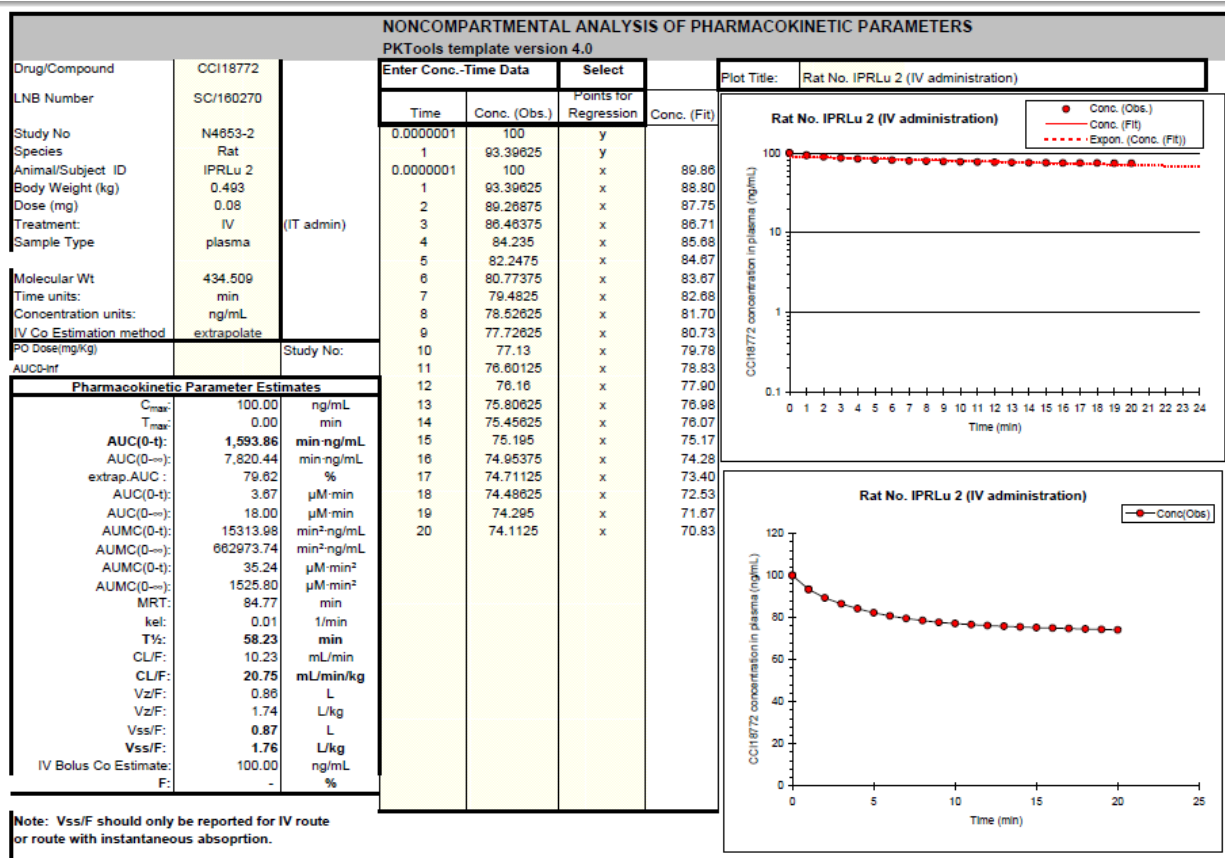 NONCOMPARTMENTAL ANALYSIS OF PHARMACOKINETIC PARAMETERS
PKTools template version 4.0
Drug/Compound CCI18772
LNB Number SC/160270
Study No N4653-2
Species Rat
Animal/Subject ID IPRLu 2
Body Weight (kg) 0.493
Dose (mg) 0.08
Treatment: IV (IT admin)
Sample Type plasma
Molecular Wt 434.509
Time units: min
Concentration units: ng/mL
IV Co Estimation method extrapolate
PO Dose(mg/Kg) Study No:
AUC0-inf
Pharmacokinetic Parameter Estimates
Cmax: 100.00 ng/mL
Tmax: 0.00 min
AUC(0-t): 1,593.86 min·ng/mL
AUC(0-∞): 7,820.44 min·ng/mL
extrap.AUC : 79.62 %
AUC(0-t): 3.67 µM·min
AUC(0-∞): 18.00 µM·min
AUMC(0-t): 15313.98 min²·ng/mL
AUMC(0-∞): 662973.74 min²·ng/mL
AUMC(0-t): 35.24 µM·min²
AUMC(0-∞): 1525.80 µM·min²
MRT: 84.77 min
kel: 0.01 1/min
T½: 58.23 min
CL/F: 10.23 mL/min
CL/F: 20.75 mL/min/kg
Vz/F: 0.86 L
Vz/F: 1.74 L/kg
Vss/F: 0.87 L
Vss/F: 1.76 L/kg
IV Bolus Co Estimate: 100.00 ng/mL
F: - %
Note: Vss/F should only be reported for IV route
or route with instantaneous absoprtion.
Enter Conc.-Time Data Select
Time Conc. (Obs.) Points for Regression Conc. (Fit)
0.0000001 100 y
1 93.39625 y
0.0000001 100 x 89.86
1 93.39625 x 88.80
2 89.26875 x 87.75
3 86.46375 x 86.71
4 84.235 x 85.68
5 82.2475 x 84.67
6 80.77375 x 83.67
7 79.4825 x 82.68
8 78.52625 x 81.70
9 77.72625 x 80.73
10 77.13 x 79.78
11 76.60125 x 78.83
12 76.16 x 77.90
13 75.80625 x 76.98
14 75.45625 x 76.07
15 75.195 x 75.17
16 74.95375 x 74.28
17 74.71125 x 73.40
18 74.48625 x 72.53
19 74.295 x 71.67
20 74.1125 x 70.83
Plot Title: Rat No. IPRLu 2 (IV administration)
Rat No. IPRLu 2 (IV administration)
Conc. (Obs.)
Conc. (Fit)
Expon. (Conc. (Fit))
CCI18772 concentration in plasma (ng/mL)
100
10
1
0.1
0 1 2 3 4 5 6 7 8 9 10 11 12 13 14 15 16 17 18 19 20 21 22 23 24
Time (min)
Rat No. IPRLu 2 (IV administration)
Conc(Obs)
CCI18772 concentration in plasma (ng/mL)
120
100
80
60
40
20
0
0 5 10 15 20 25
Time (min)